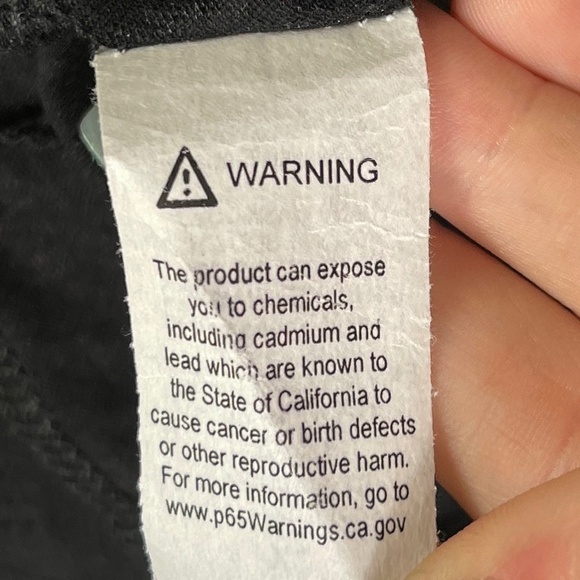 WARNING
The product can expose
you to chemicals,
including cadmium and
lead which are known to
the State of California to
cause cancer or birth defects
or other reproductive harm.
For more information, go to
www.p65Warnings.ca.gov